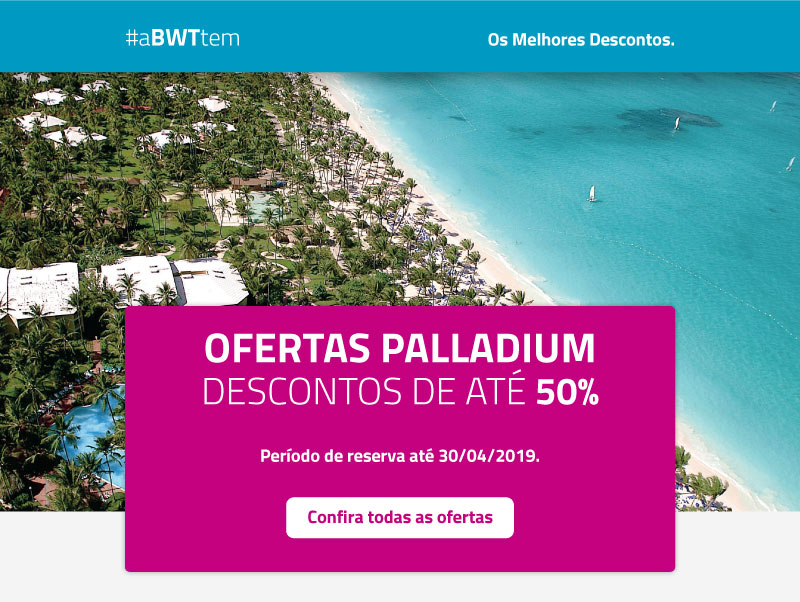 #aBWTtem
Os Melhores Descontos.
OFERTAS PALLADIUM
DESCONTOS DE ATÉ 50%
Período de reserva até 30/04/2019.
Confira todas as ofertas